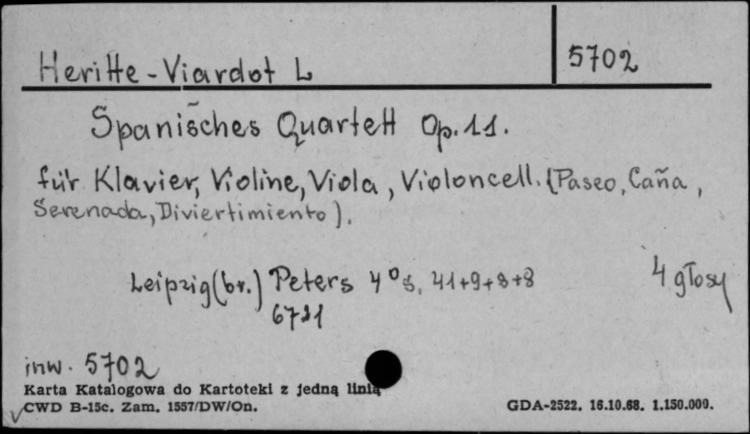 Heritte-Viardot L
5702
Spanisches Quartett Op.11.
für Klavier, Violine, Viola, Violoncell. (Paseo, Caña,
Serenada, Diviertimiento).
Leipzig (br.) Peters 4° s. 41+9+8+8
4 głosy
6721
inw. 5702
Karta Katalogowa do Kartoteki z jedną linią
CWD B-15c. Zam. 1557/DW/On.
GDA-2522. 16.10.68. 1.150.000.